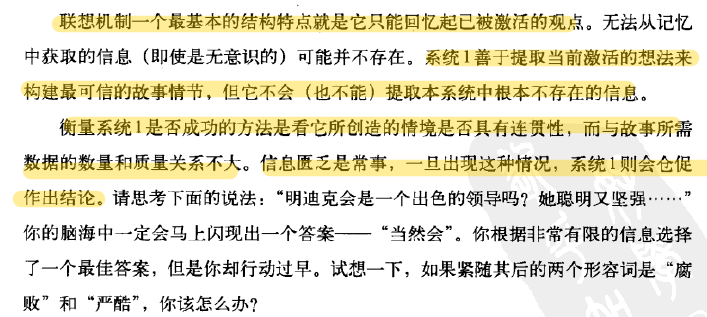 联想机制一个最基本的结构特点就是它只能回忆起已被激活的观点。无法从记忆
中获取的信息（即使是无意识的）可能并不存在。系统1善于提取当前激活的想法来
构建最可信的故事情节，但它不会（也不能）提取本系统中根本不存在的信息。
衡量系统1是否成功的方法是看它所创造的情境是否具有连贯性，而与故事所需
数据的数量和质量关系不大。信息匮乏是常事，一旦出现这种情况，系统1则会仓促
作出结论。请思考下面的说法：“明迪克会是一个出色的领导吗？她聪明又坚强……”
你的脑海中一定会马上闪现出一个答案——“当然会”。你根据非常有限的信息选择
了一个最佳答案，但是你却行动过早。试想一下，如果紧随其后的两个形容词是“腐
败”和“严酷”，你该怎么办？